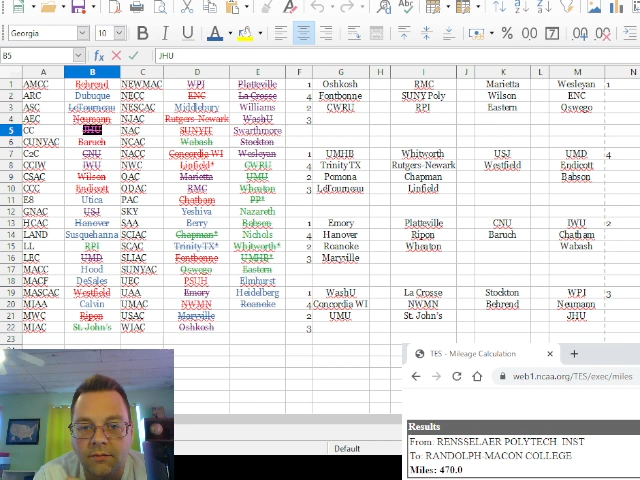 Georgia 10
B5 JHU
A B C D E F G H I J K L M N
1 AMCC Behrend NEWMAC WPI Platteville 1 Oshkosh RMC Marietta Wesleyan 1
2 ARC Dubuque NECC ENC La Crosse 4 Fontbonne SUNY Poly Wilson ENC
3 ASC LeTourneau NESCAC Middlebury Williams 2 CWRU RPI Eastern Oswego
4 AEC Neumann NJAC Rutgers-Newark WashU 3
5 CC JHU NAC SUNYIT Swarthmore
6 CUNYAC Baruch NCAC Wabash Stockton
7 C2C CNU NACC Concordia WI Wesleyan 1 UMHB Whitworth USJ UMD 4
8 CCIW IWU NWC Linfield* CWRU 4 Trinity TX Rutgers-Newark Westfield Endicott
9 CSAC Wilson OAC Marietta UMU 2 Pomona Chapman Babson
10 CCC Endicott ODAC RMC Wheaton 3 LeTourneau Linfield
11 E8 Utica PAC Chatham PP*
12 GNAC USJ SKY Yeshiva Nazareth
13 HCAC Hanover SAA Berry Babson 1 Emory Platteville CNU IWU 2
14 LAND Susquehanna SCIAC Chapman* Nichols 4 Hanover Ripon Baruch Chatham
15 LL RPI SCAC Trinity TX* Whitworth* 2 Roanoke Wheaton Wabash
16 LEC UMD SLIAC Fontbonne UMHB* 3 Maryville
17 MACC Hood SUNYAC Oswego Eastern
18 MACF DeSales UEC PSUH Elmhurst
19 MASCAC Westfield UAA Emory Heidelberg 1 WashU La Crosse Stockton WPI 3
20 MIAA Calvin UMAC NWMN Roanoke 4 Concordia WI NWMN Behrend Neumann
21 MWC Ripon USAC Maryville 2 UMU St. John's JHU
22 MIAC St. John's WIAC Oshkosh 3
23
24
Default
TES - Mileage Calculation
web1.ncaa.org/TES/exec/miles
Results
From: RENSSELAER POLYTECH INST
To: RANDOLPH-MACON COLLEGE
Miles: 470.0